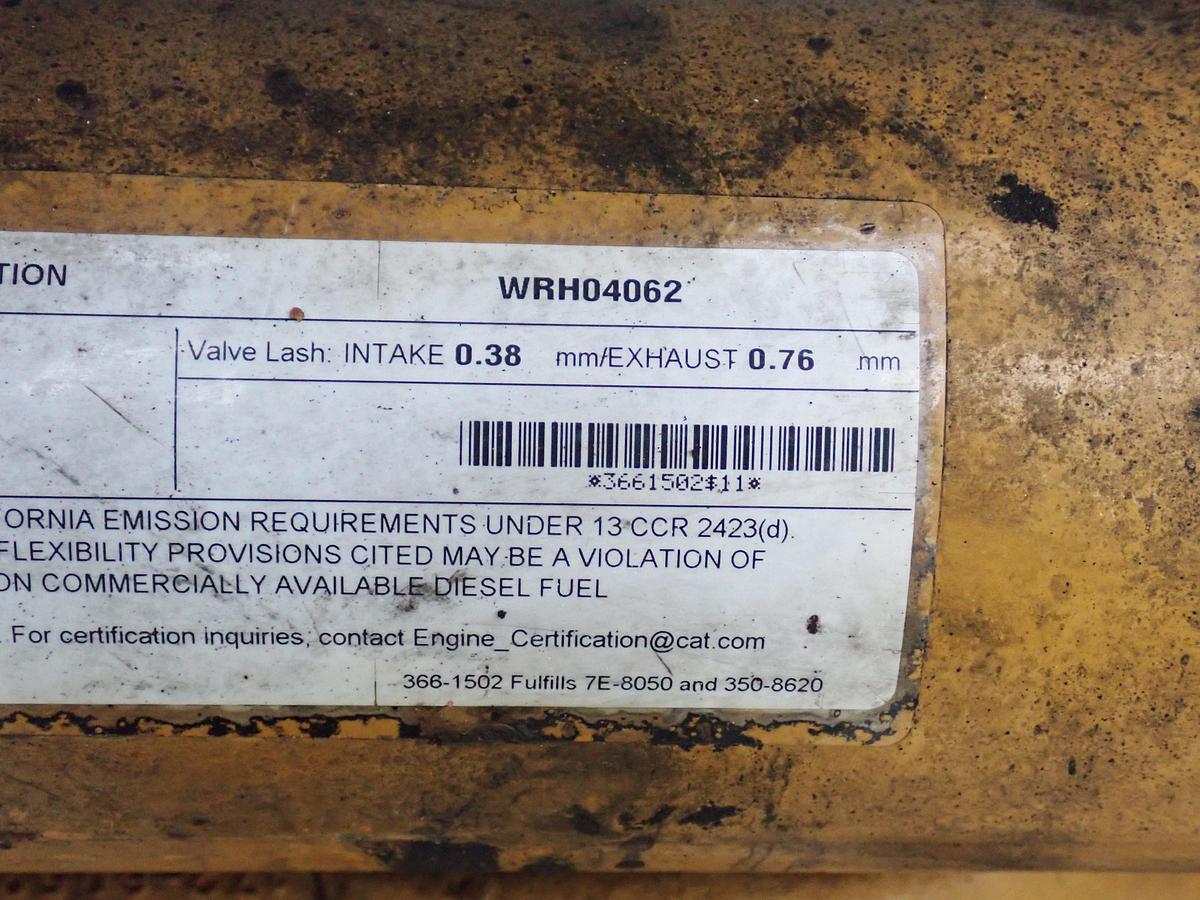 TION WRH04062
Valve Lash: INTAKE 0.38 mm/EXHAUST 0.76 mm
*3661502$11*
ORNIA EMISSION REQUIREMENTS UNDER 13 CCR 2423(d).
FLEXIBILITY PROVISIONS CITED MAY BE A VIOLATION OF
ON COMMERCIALLY AVAILABLE DIESEL FUEL
For certification inquiries, contact Engine_Certification@cat.com
366-1502 Fulfills 7E-8050 and 350-8620